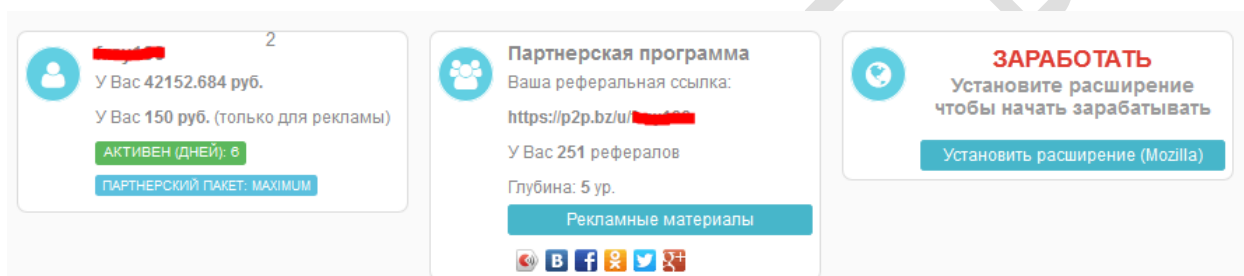 2
У Вас 42152.684 руб.
У Вас 150 руб. (только для рекламы)
АКТИВЕН (ДНЕЙ): 6
ПАРТНЕРСКИЙ ПАКЕТ: MAXIMUM
Партнерская программа
Ваша реферальная ссылка:
https://p2p.bz/u/
У Вас 251 рефералов
Глубина: 5 ур.
Рекламные материалы
ЗАРАБОТАТЬ
Установите расширение
чтобы начать зарабатывать
Установить расширение (Mozilla)